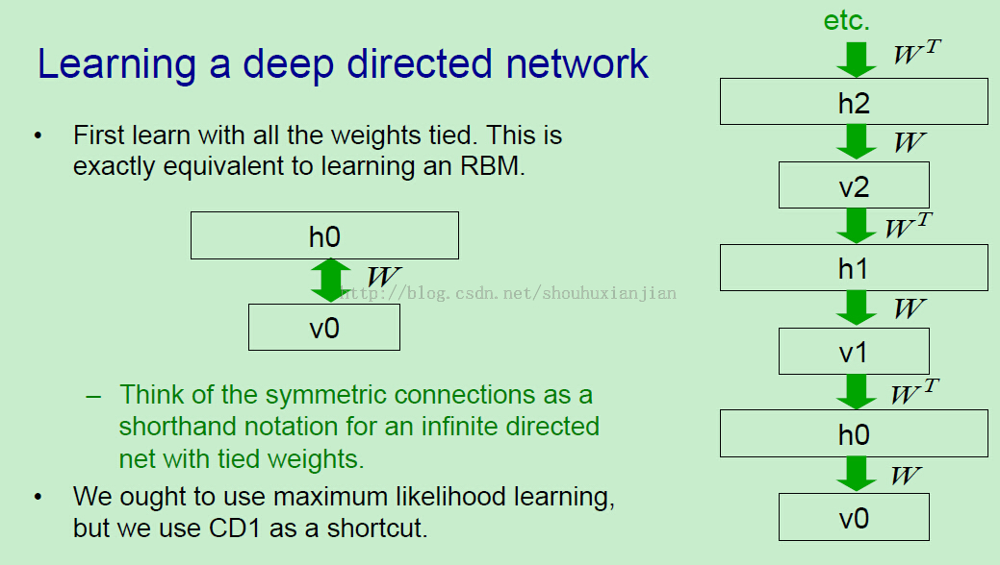 Learning a deep directed network
• First learn with all the weights tied. This is
exactly equivalent to learning an RBM.
h0
W
http://blog.csdn.net/shouhuxianjian
v0
– Think of the symmetric connections as a
shorthand notation for an infinite directed
net with tied weights.
• We ought to use maximum likelihood learning,
but we use CD1 as a shortcut.
etc.
W^T
h2
W
v2
W^T
h1
W
v1
W^T
h0
W
v0